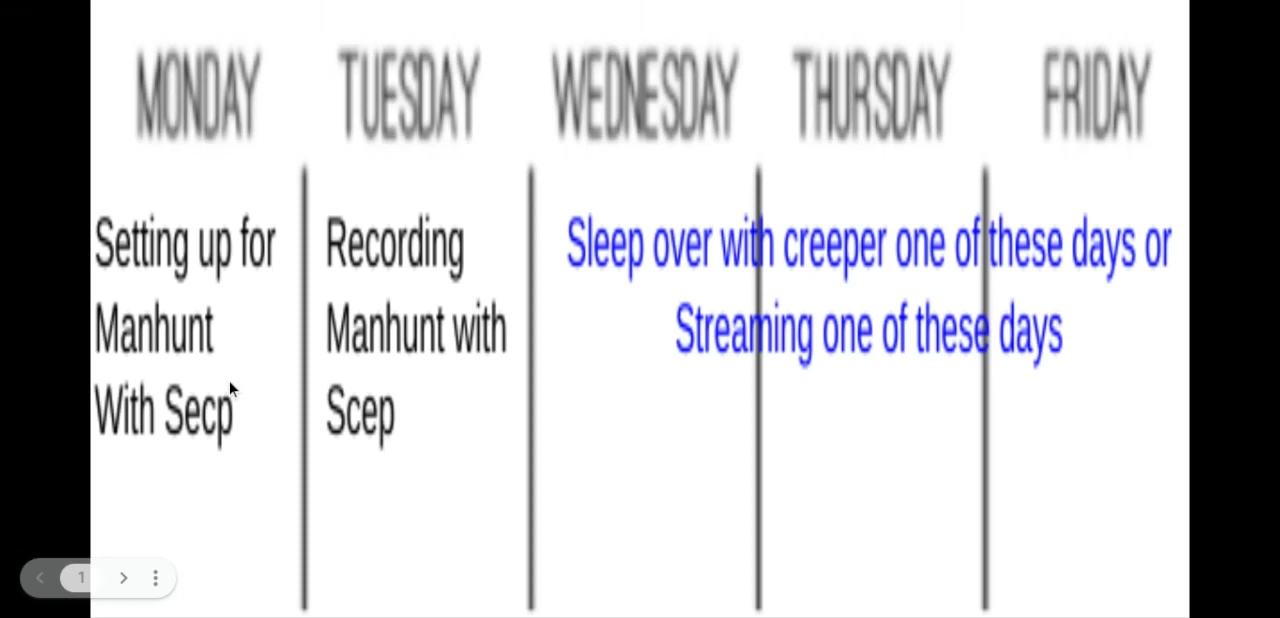 MONDAY TUESDAY WEDNESDAY THURSDAY FRIDAY
Setting up for
Manhunt
With Secp
Recording
Manhunt with
Scep
Sleep over with creeper one of these days or
Streaming one of these days
1